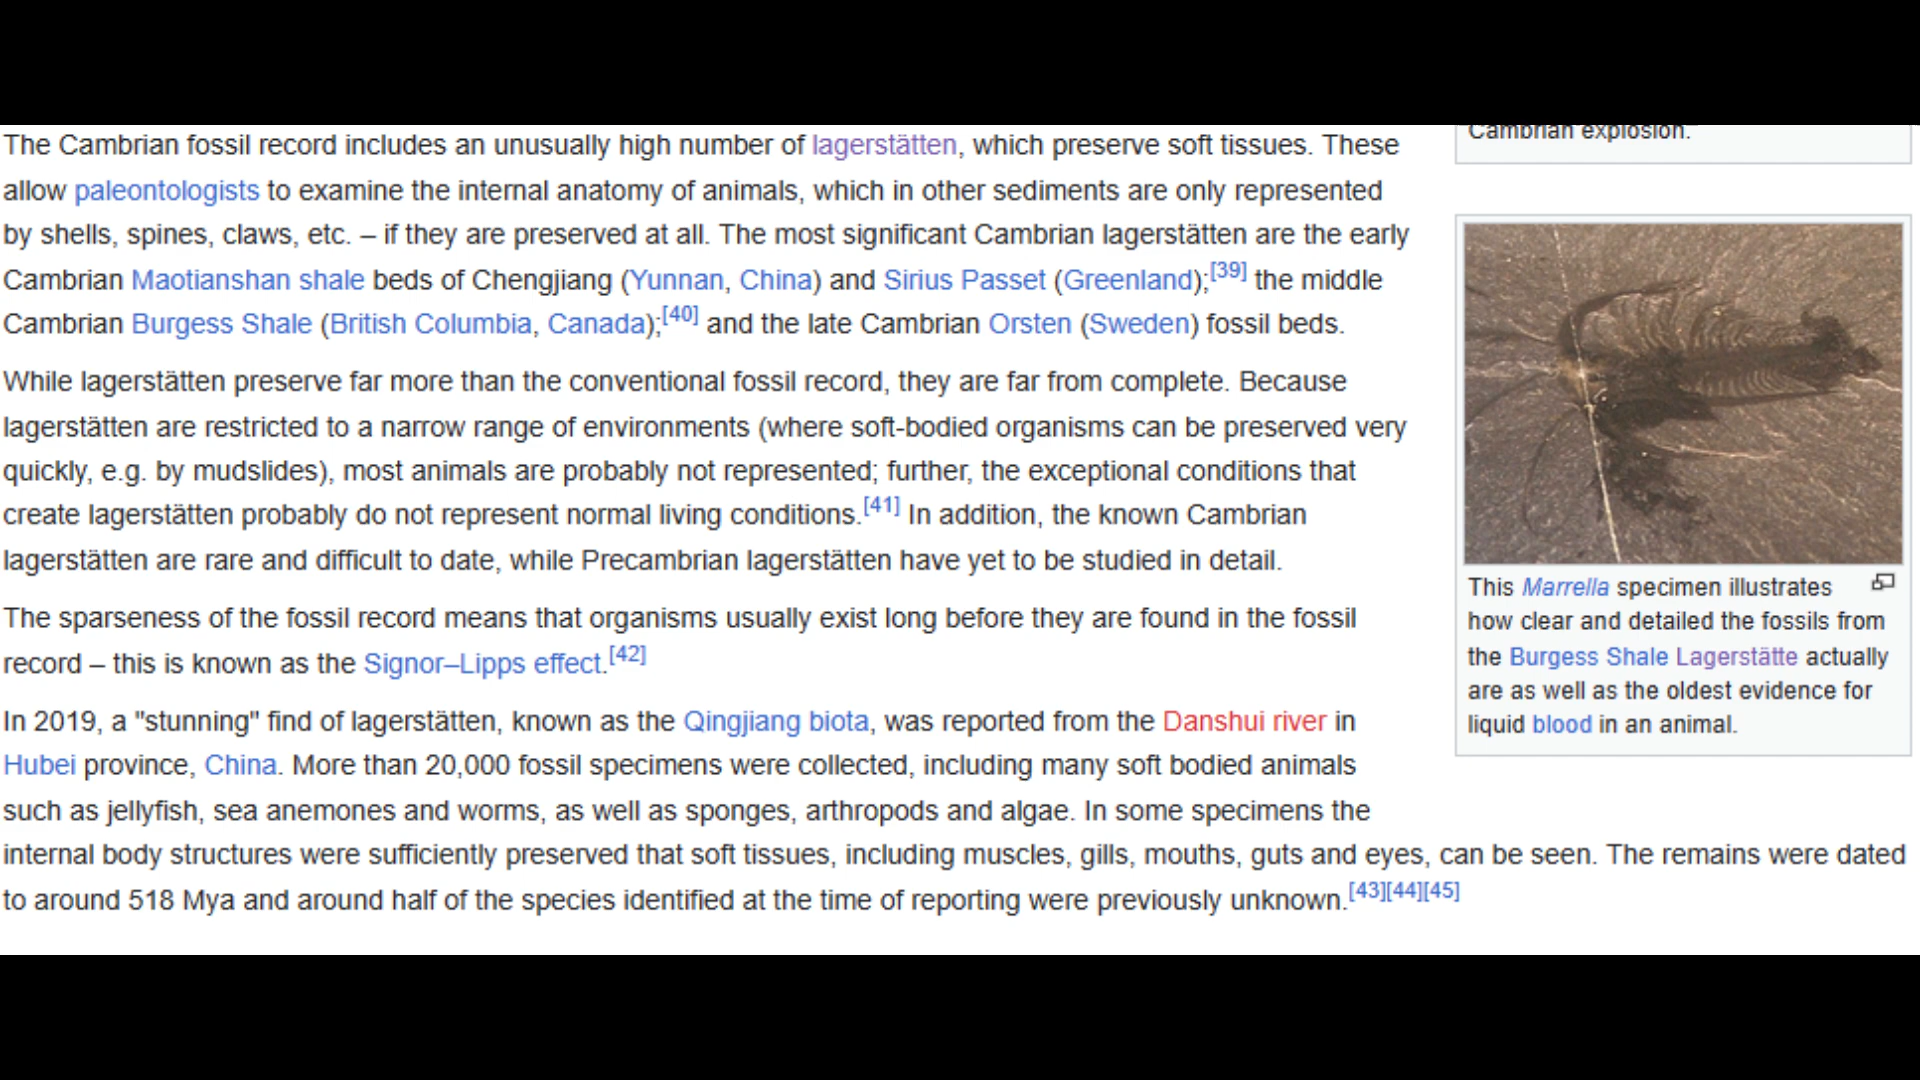 The Cambrian fossil record includes an unusually high number of lagerstätten, which preserve soft tissues. These
allow paleontologists to examine the internal anatomy of animals, which in other sediments are only represented
by shells, spines, claws, etc. – if they are preserved at all. The most significant Cambrian lagerstätten are the early
Cambrian Maotianshan shale beds of Chengjiang (Yunnan, China) and Sirius Passet (Greenland);[39] the middle
Cambrian Burgess Shale (British Columbia, Canada);[40] and the late Cambrian Orsten (Sweden) fossil beds.
While lagerstätten preserve far more than the conventional fossil record, they are far from complete. Because
lagerstätten are restricted to a narrow range of environments (where soft-bodied organisms can be preserved very
quickly, e.g. by mudslides), most animals are probably not represented; further, the exceptional conditions that
create lagerstätten probably do not represent normal living conditions.[41] In addition, the known Cambrian
lagerstätten are rare and difficult to date, while Precambrian lagerstätten have yet to be studied in detail.
The sparseness of the fossil record means that organisms usually exist long before they are found in the fossil
record – this is known as the Signor–Lipps effect.[42]
In 2019, a "stunning" find of lagerstätten, known as the Qingjiang biota, was reported from the Danshui river in
Hubei province, China. More than 20,000 fossil specimens were collected, including many soft bodied animals
such as jellyfish, sea anemones and worms, as well as sponges, arthropods and algae. In some specimens the
internal body structures were sufficiently preserved that soft tissues, including muscles, gills, mouths, guts and eyes, can be seen. The remains were dated
to around 518 Mya and around half of the species identified at the time of reporting were previously unknown.[43][44][45]
Cambrian explosion."
This Marrella specimen illustrates
how clear and detailed the fossils from
the Burgess Shale Lagerstätte actually
are as well as the oldest evidence for
liquid blood in an animal.